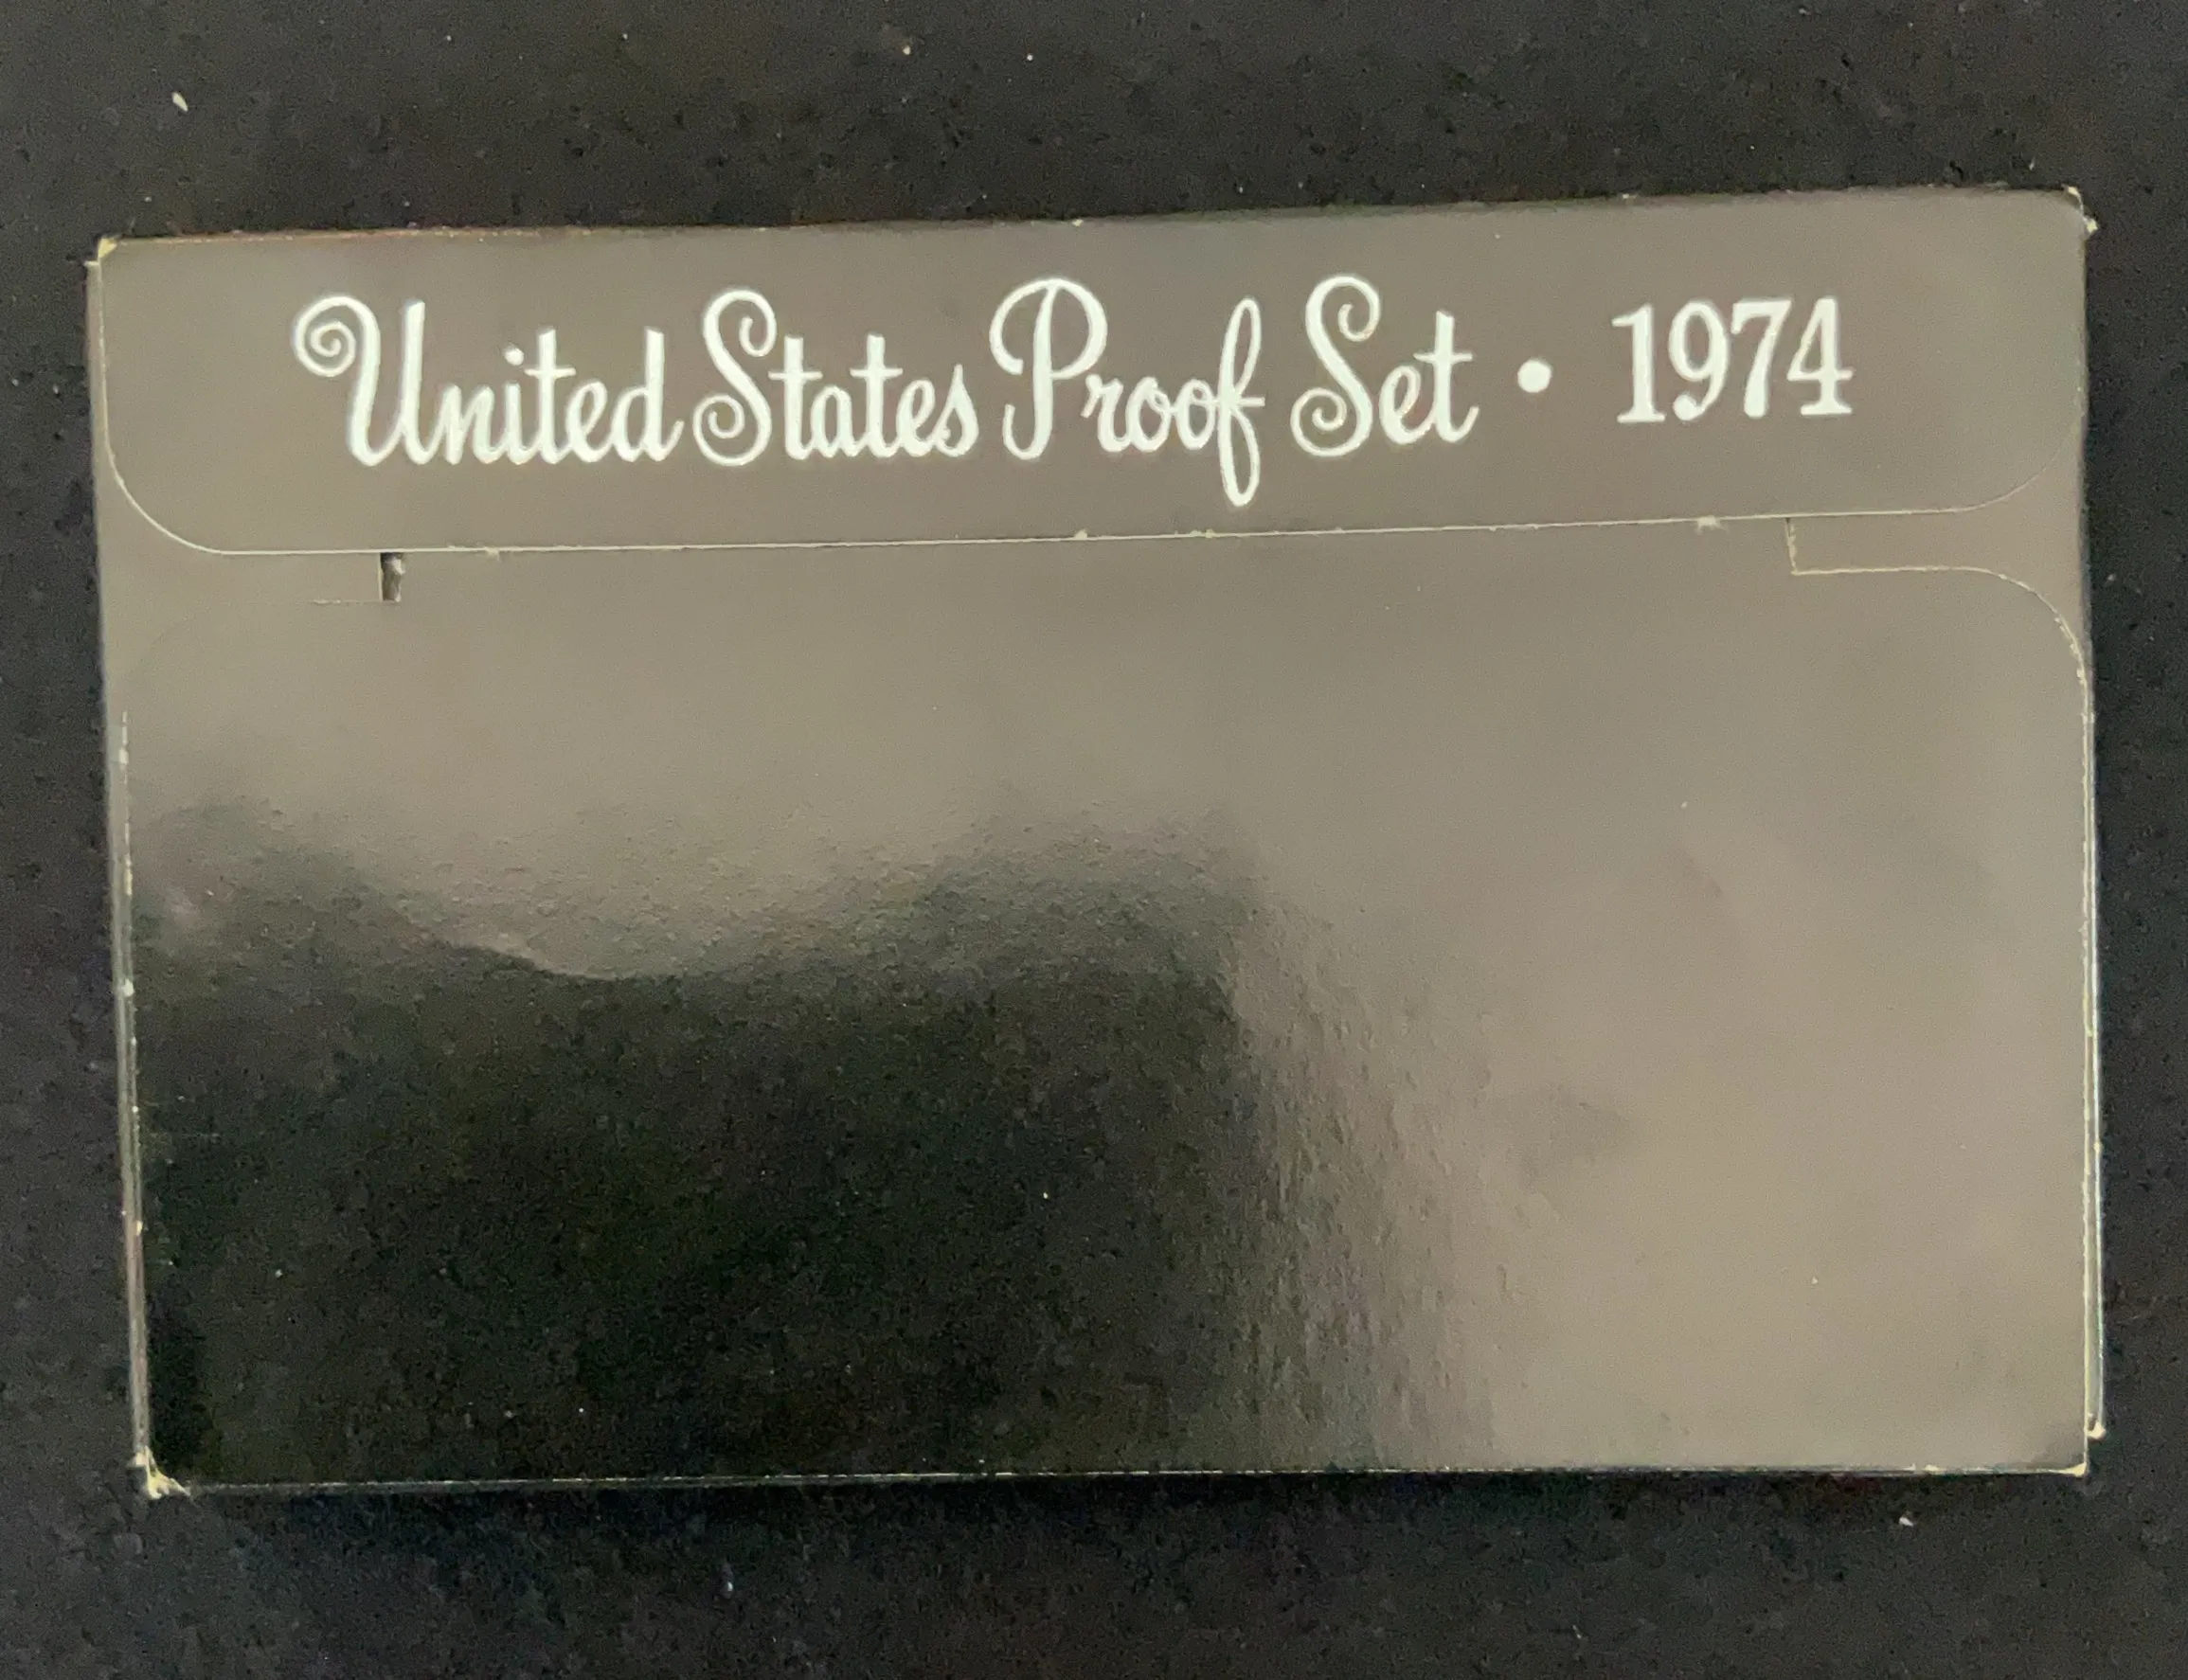 United States Proof Set • 1974